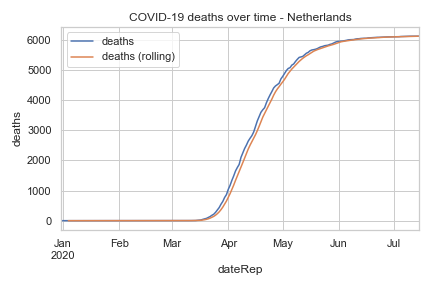 COVID-19 deaths over time - Netherlands
deaths
deaths (rolling)
6000
5000
4000
3000
2000
1000
0
deaths
Jan Feb Mar Apr May Jun Jul
2020
dateRep